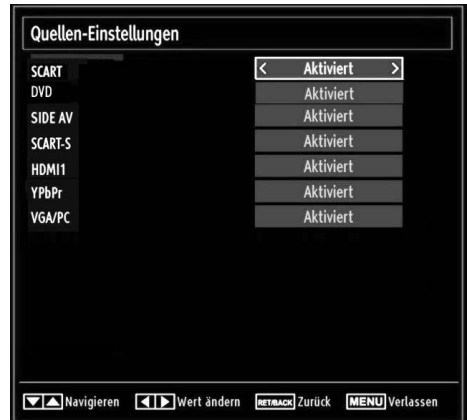 Quellen-Einstellungen
SCART < Aktiviert >
DVD Aktiviert
SIDE AV Aktiviert
SCART-S Aktiviert
HDMI1 Aktiviert
YPbPr Aktiviert
VGA/PC Aktiviert
Navigieren Wert ändern RET/BACK Zurück MENU Verlassen